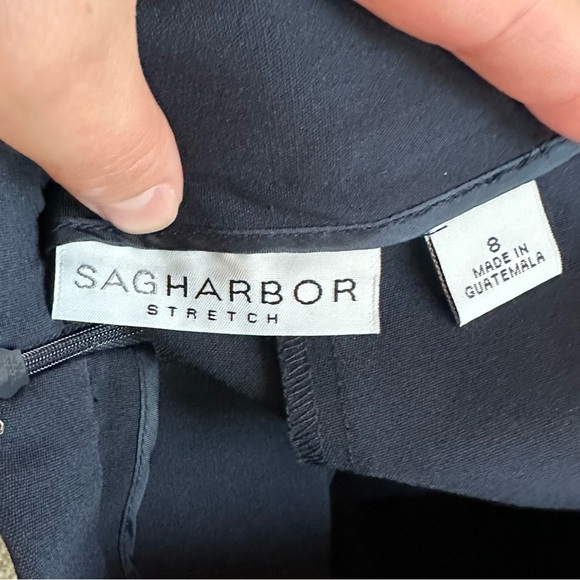 SAGHARBOR
STRETCH
8
MADE IN
GUATEMALA